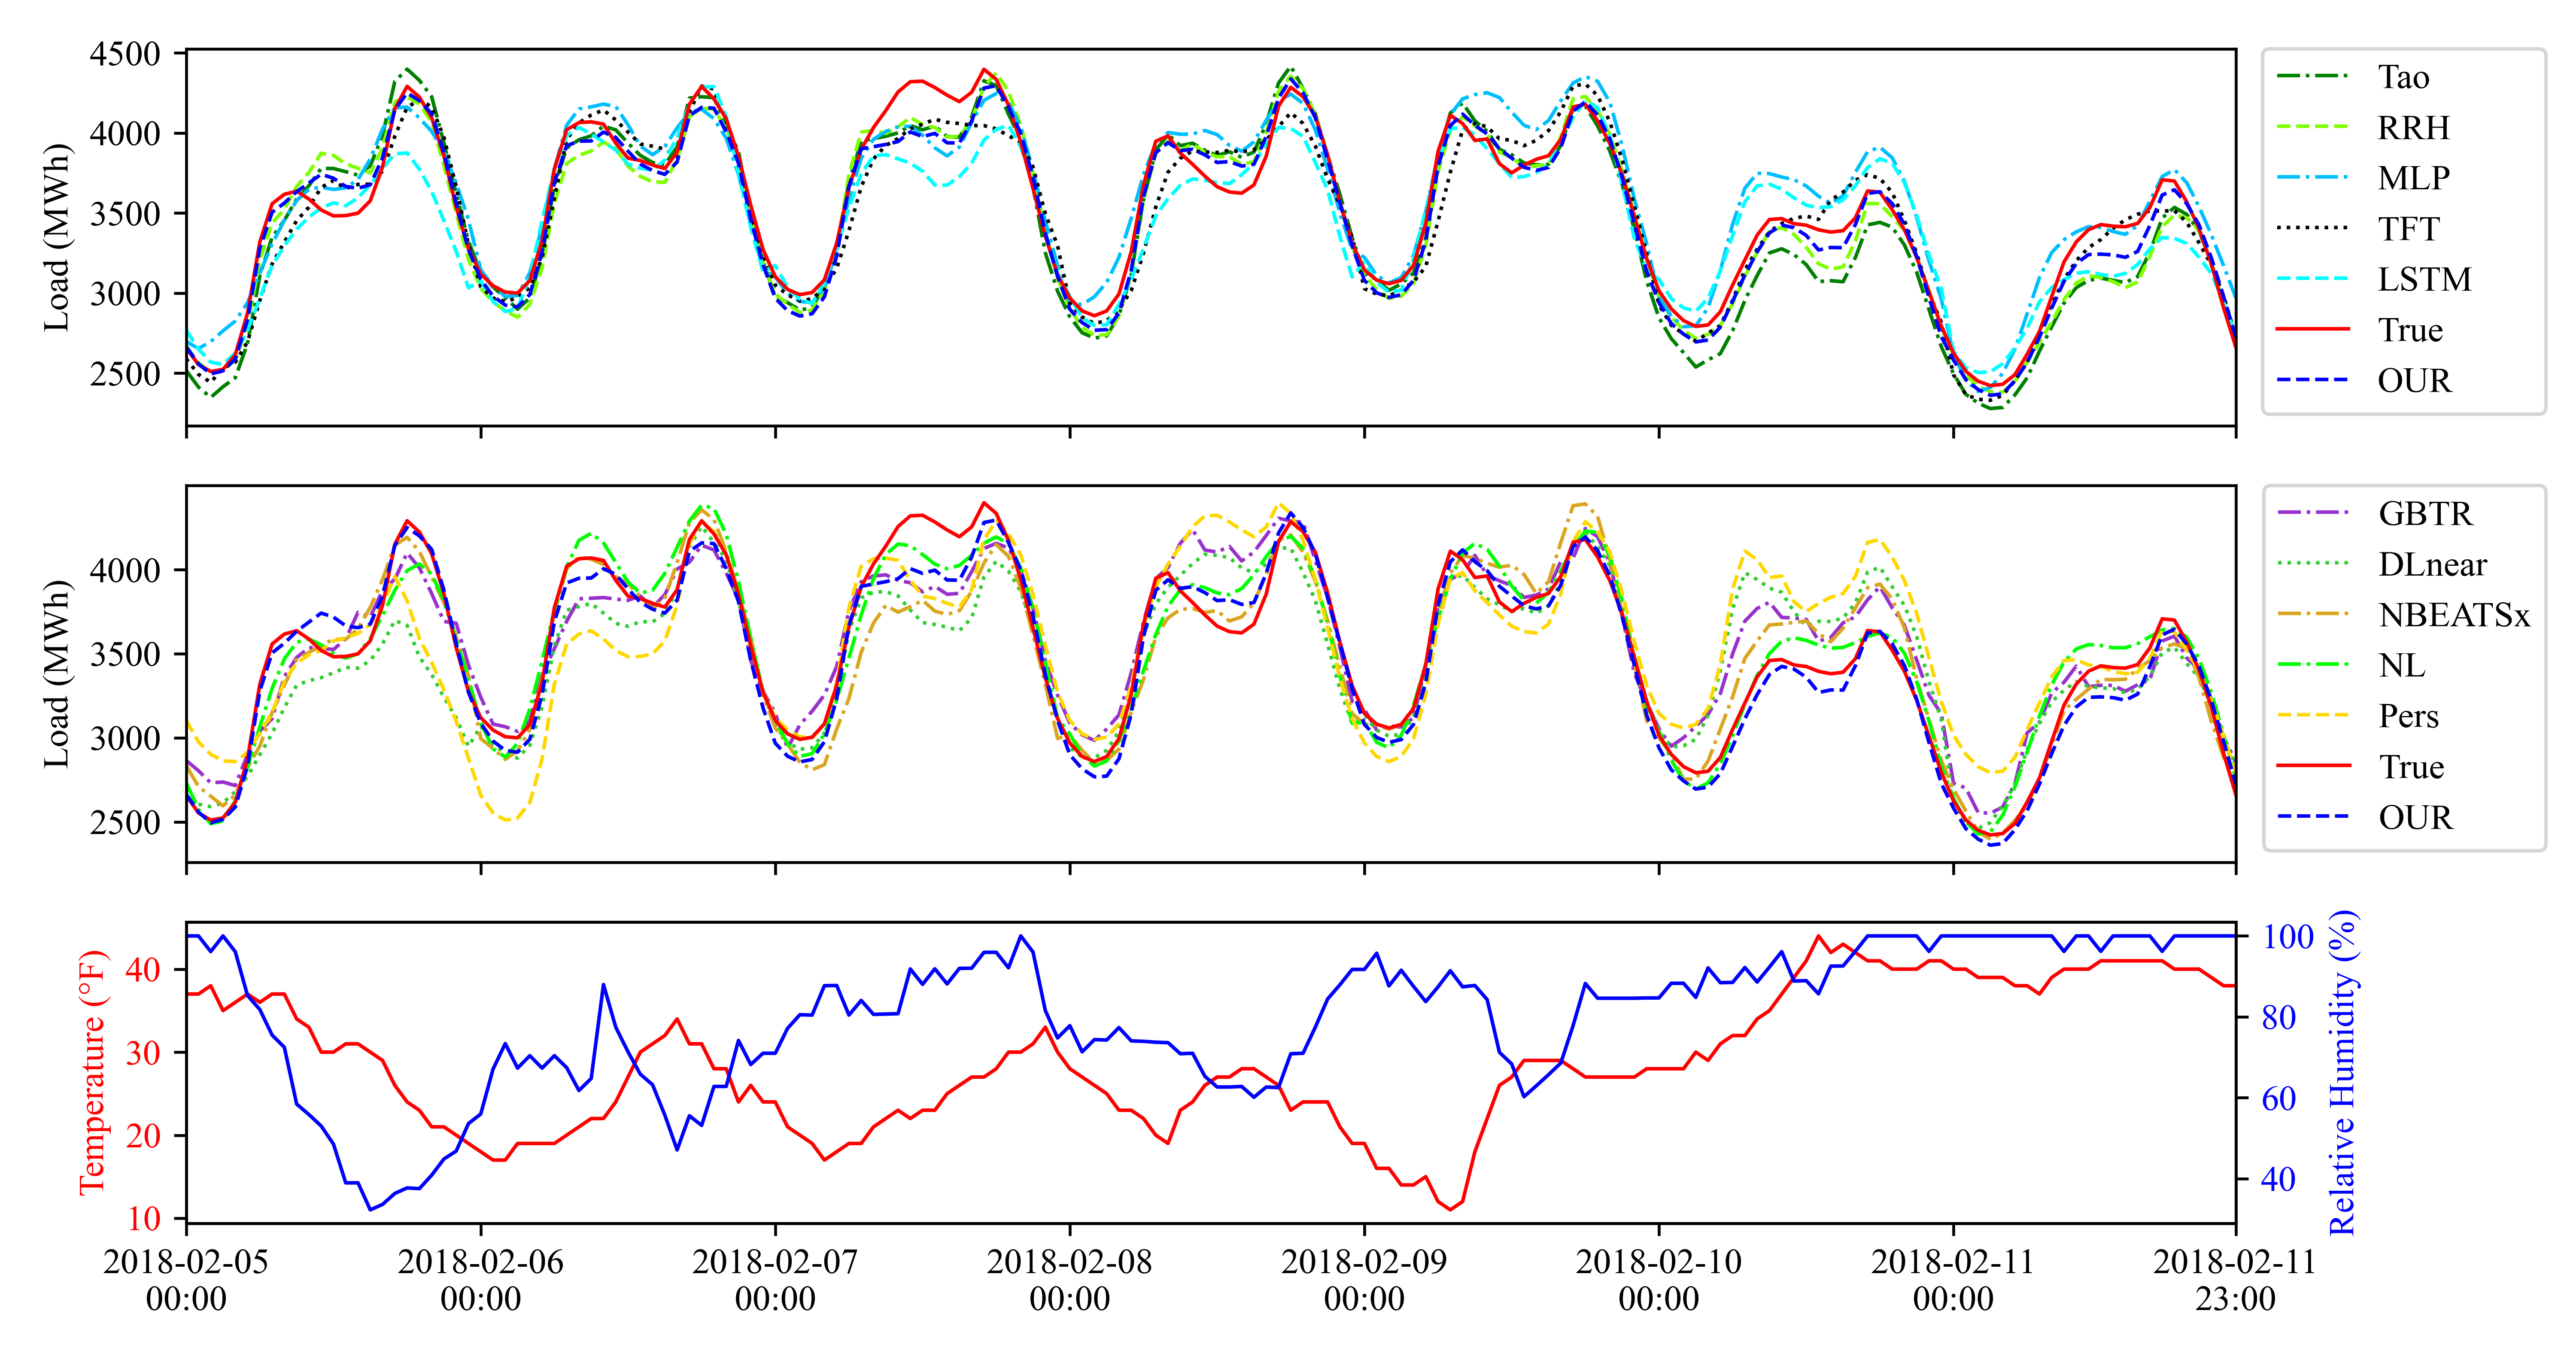 4500
4000
3500
3000
2500
Load (MWh)
Tao
RRH
MLP
TFT
LSTM
True
OUR
4000
3500
3000
2500
Load (MWh)
GBTR
DLnear
NBEATSx
NL
Pers
True
OUR
40
30
20
10
Temperature (°F)
100
80
60
40
Relative Humidity (%)
2018-02-05
00:00
2018-02-06
00:00
2018-02-07
00:00
2018-02-08
00:00
2018-02-09
00:00
2018-02-10
00:00
2018-02-11
00:00
2018-02-11
23:00